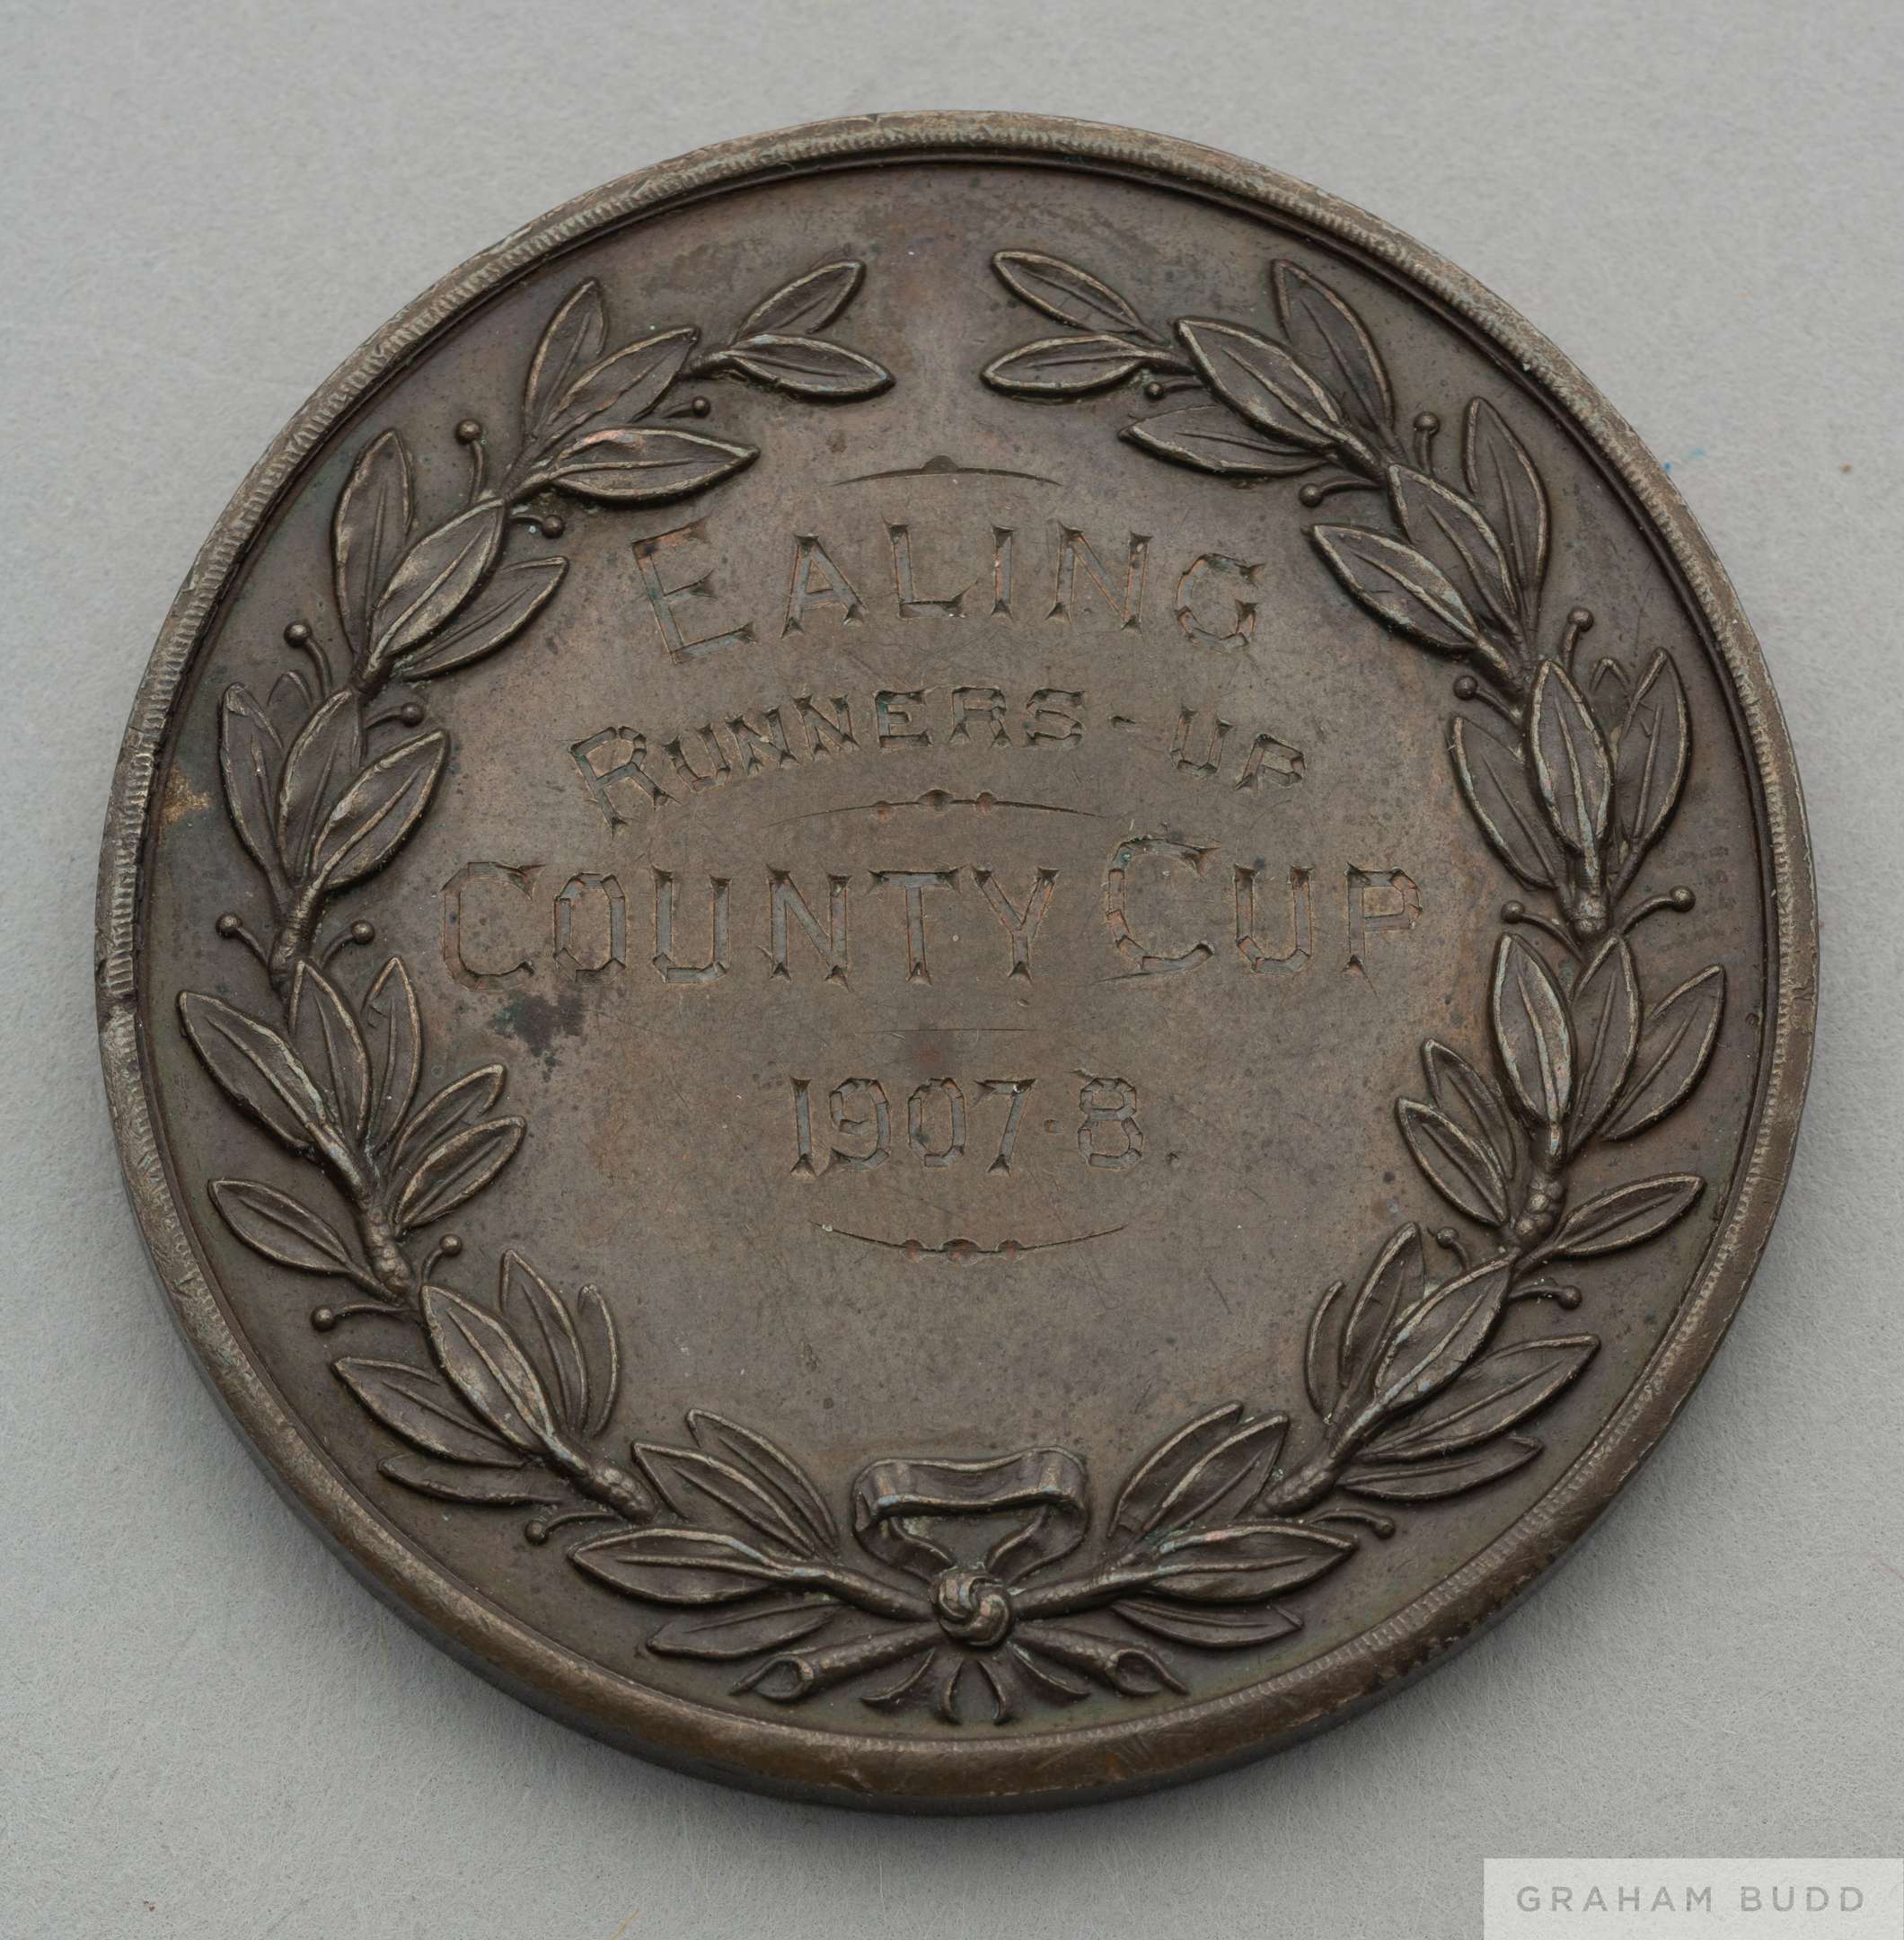 EALING
RUNNERS-UP
COUNTY CUP
1907·8.
GRAHAM BUDD